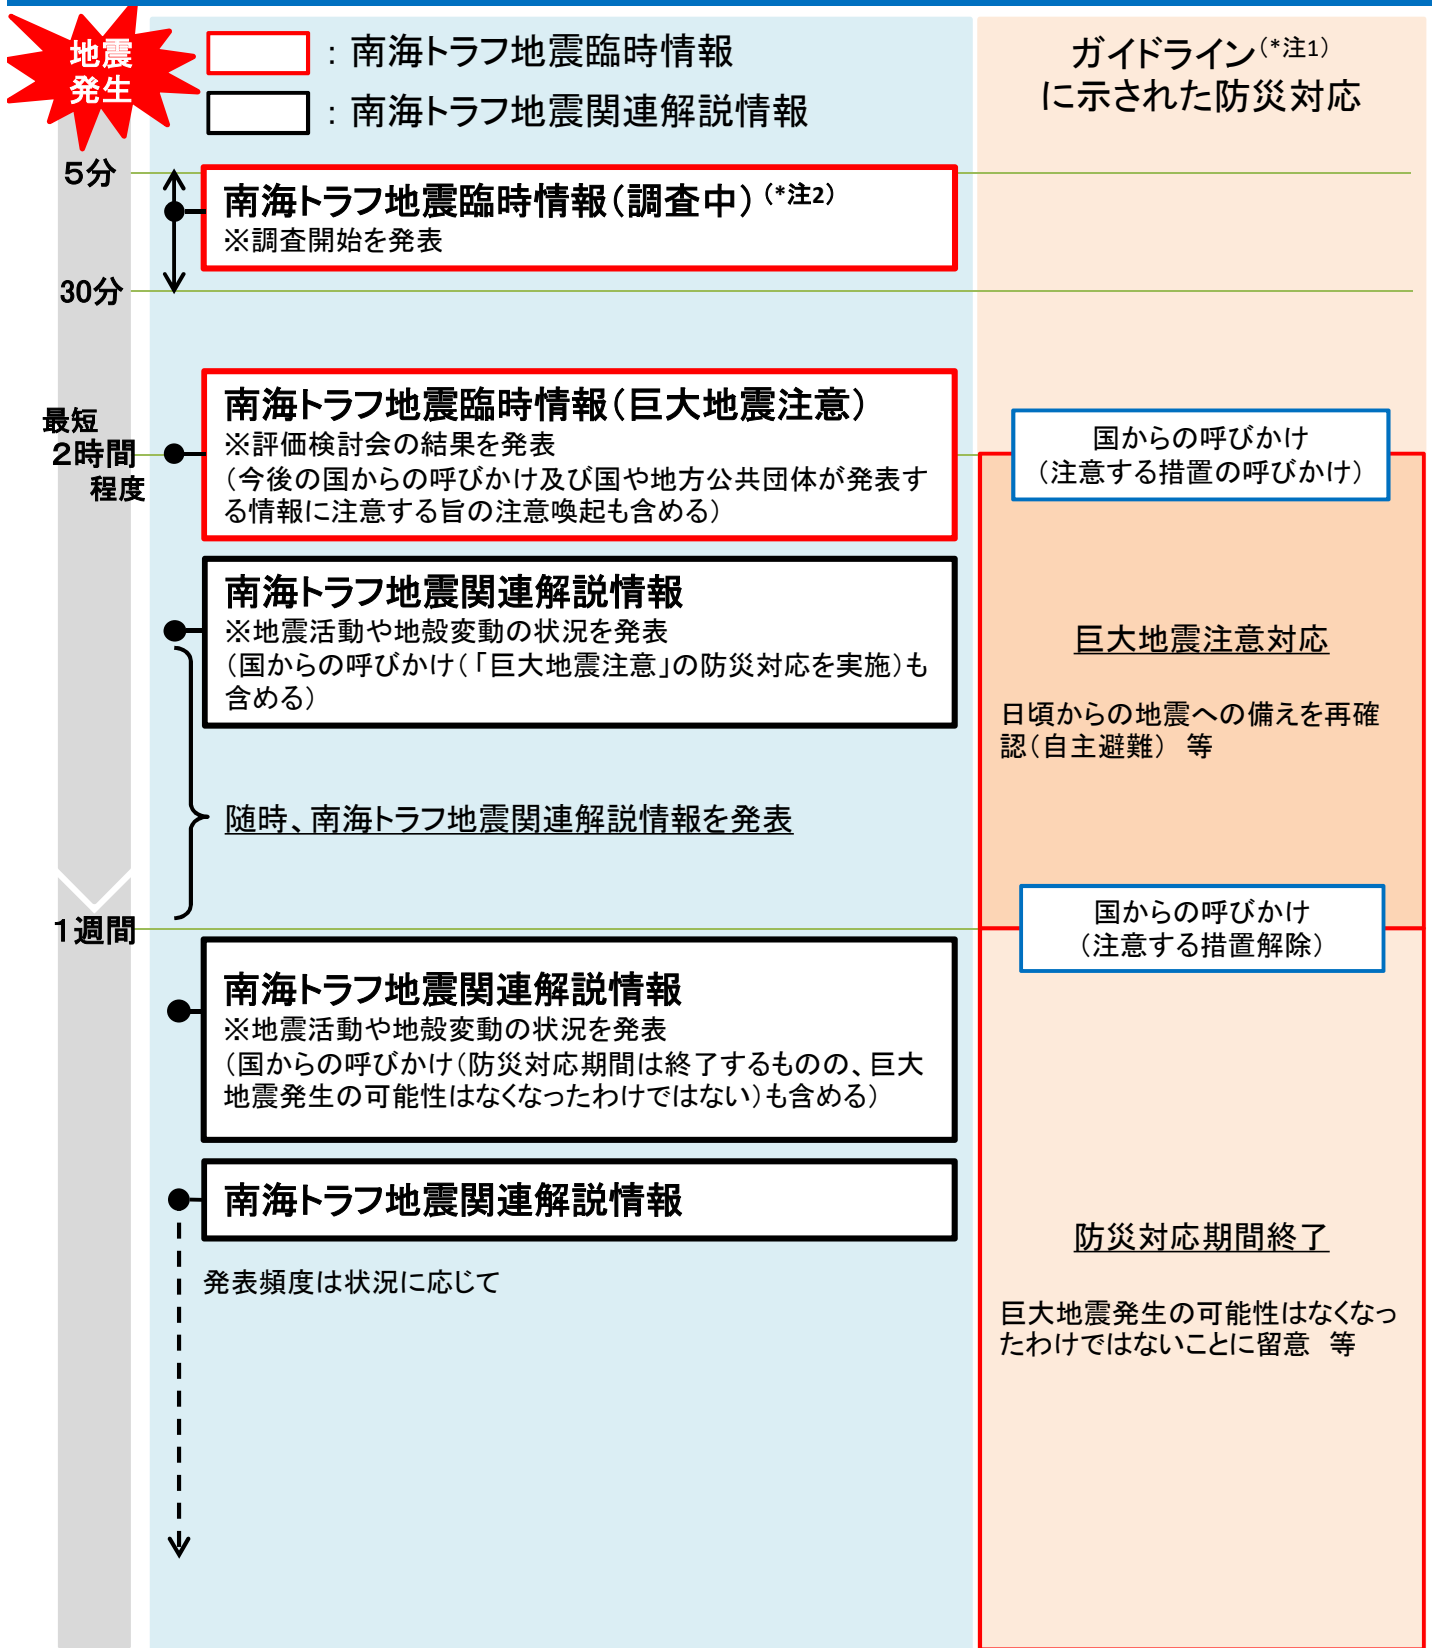 地震
発生
：南海トラフ地震臨時情報
：南海トラフ地震関連解説情報
ガイドライン(*注1)
に示された防災対応
5分
南海トラフ地震臨時情報（調査中）(*注2)
※調査開始を発表
30分
最短
2時間
程度
南海トラフ地震臨時情報（巨大地震注意）
※評価検討会の結果を発表
（今後の国からの呼びかけ及び国や地方公共団体が発表す
る情報に注意する旨の注意喚起も含める）
国からの呼びかけ
（注意する措置の呼びかけ）
南海トラフ地震関連解説情報
※地震活動や地殻変動の状況を発表
（国からの呼びかけ（「巨大地震注意」の防災対応を実施）も
含める）
巨大地震注意対応
日頃からの地震への備えを再確
認（自主避難）　等
随時、南海トラフ地震関連解説情報を発表
1週間
国からの呼びかけ
（注意する措置解除）
南海トラフ地震関連解説情報
※地震活動や地殻変動の状況を発表
（国からの呼びかけ（防災対応期間は終了するものの、巨大
地震発生の可能性はなくなったわけではない）も含める）
南海トラフ地震関連解説情報
発表頻度は状況に応じて
防災対応期間終了
巨大地震発生の可能性はなくなっ
たわけではないことに留意　等